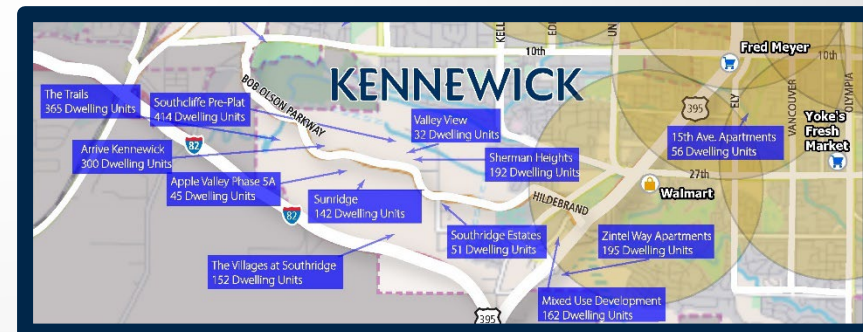 KELL
ED
UN
10th
Fred Meyer
10th
KENNEWICK
BOB OLSON PARKWAY
The Trails
365 Dwelling Units
Southcliffe Pre-Plat
414 Dwelling Units
Valley View
32 Dwelling Units
395
ELY
VANCOUVER
OLYMPIA
Yoke's
Fresh
Market
15th Ave. Apartments
56 Dwelling Units
82
Arrive Kennewick
300 Dwelling Units
Sherman Heights
192 Dwelling Units
27th
Walmart
Apple Valley Phase 5A
45 Dwelling Units
Sunridge
142 Dwelling Units
HILDEBRAND
82
Southridge Estates
51 Dwelling Units
Zintel Way Apartments
195 Dwelling Units
The Villages at Southridge
152 Dwelling Units
Mixed Use Development
162 Dwelling Units
395